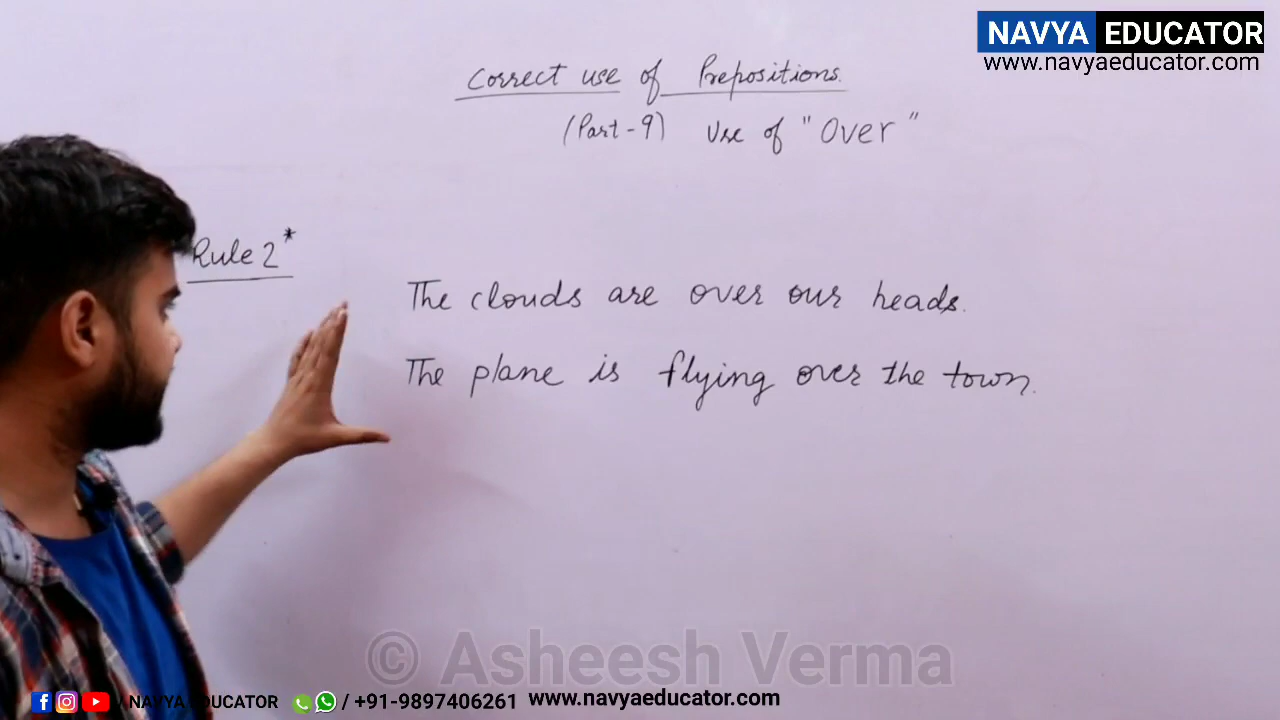 NAVYA EDUCATOR
www.navyaeducator.com
Correct use of Prepositions.
(Part-9) Use of "Over"
Rule 2*
The clouds are over our heads.
The plane is flying over the town.
© Asheesh Verma
/ NAVYA EDUCATOR / +91-9897406261 www.navyaeducator.com